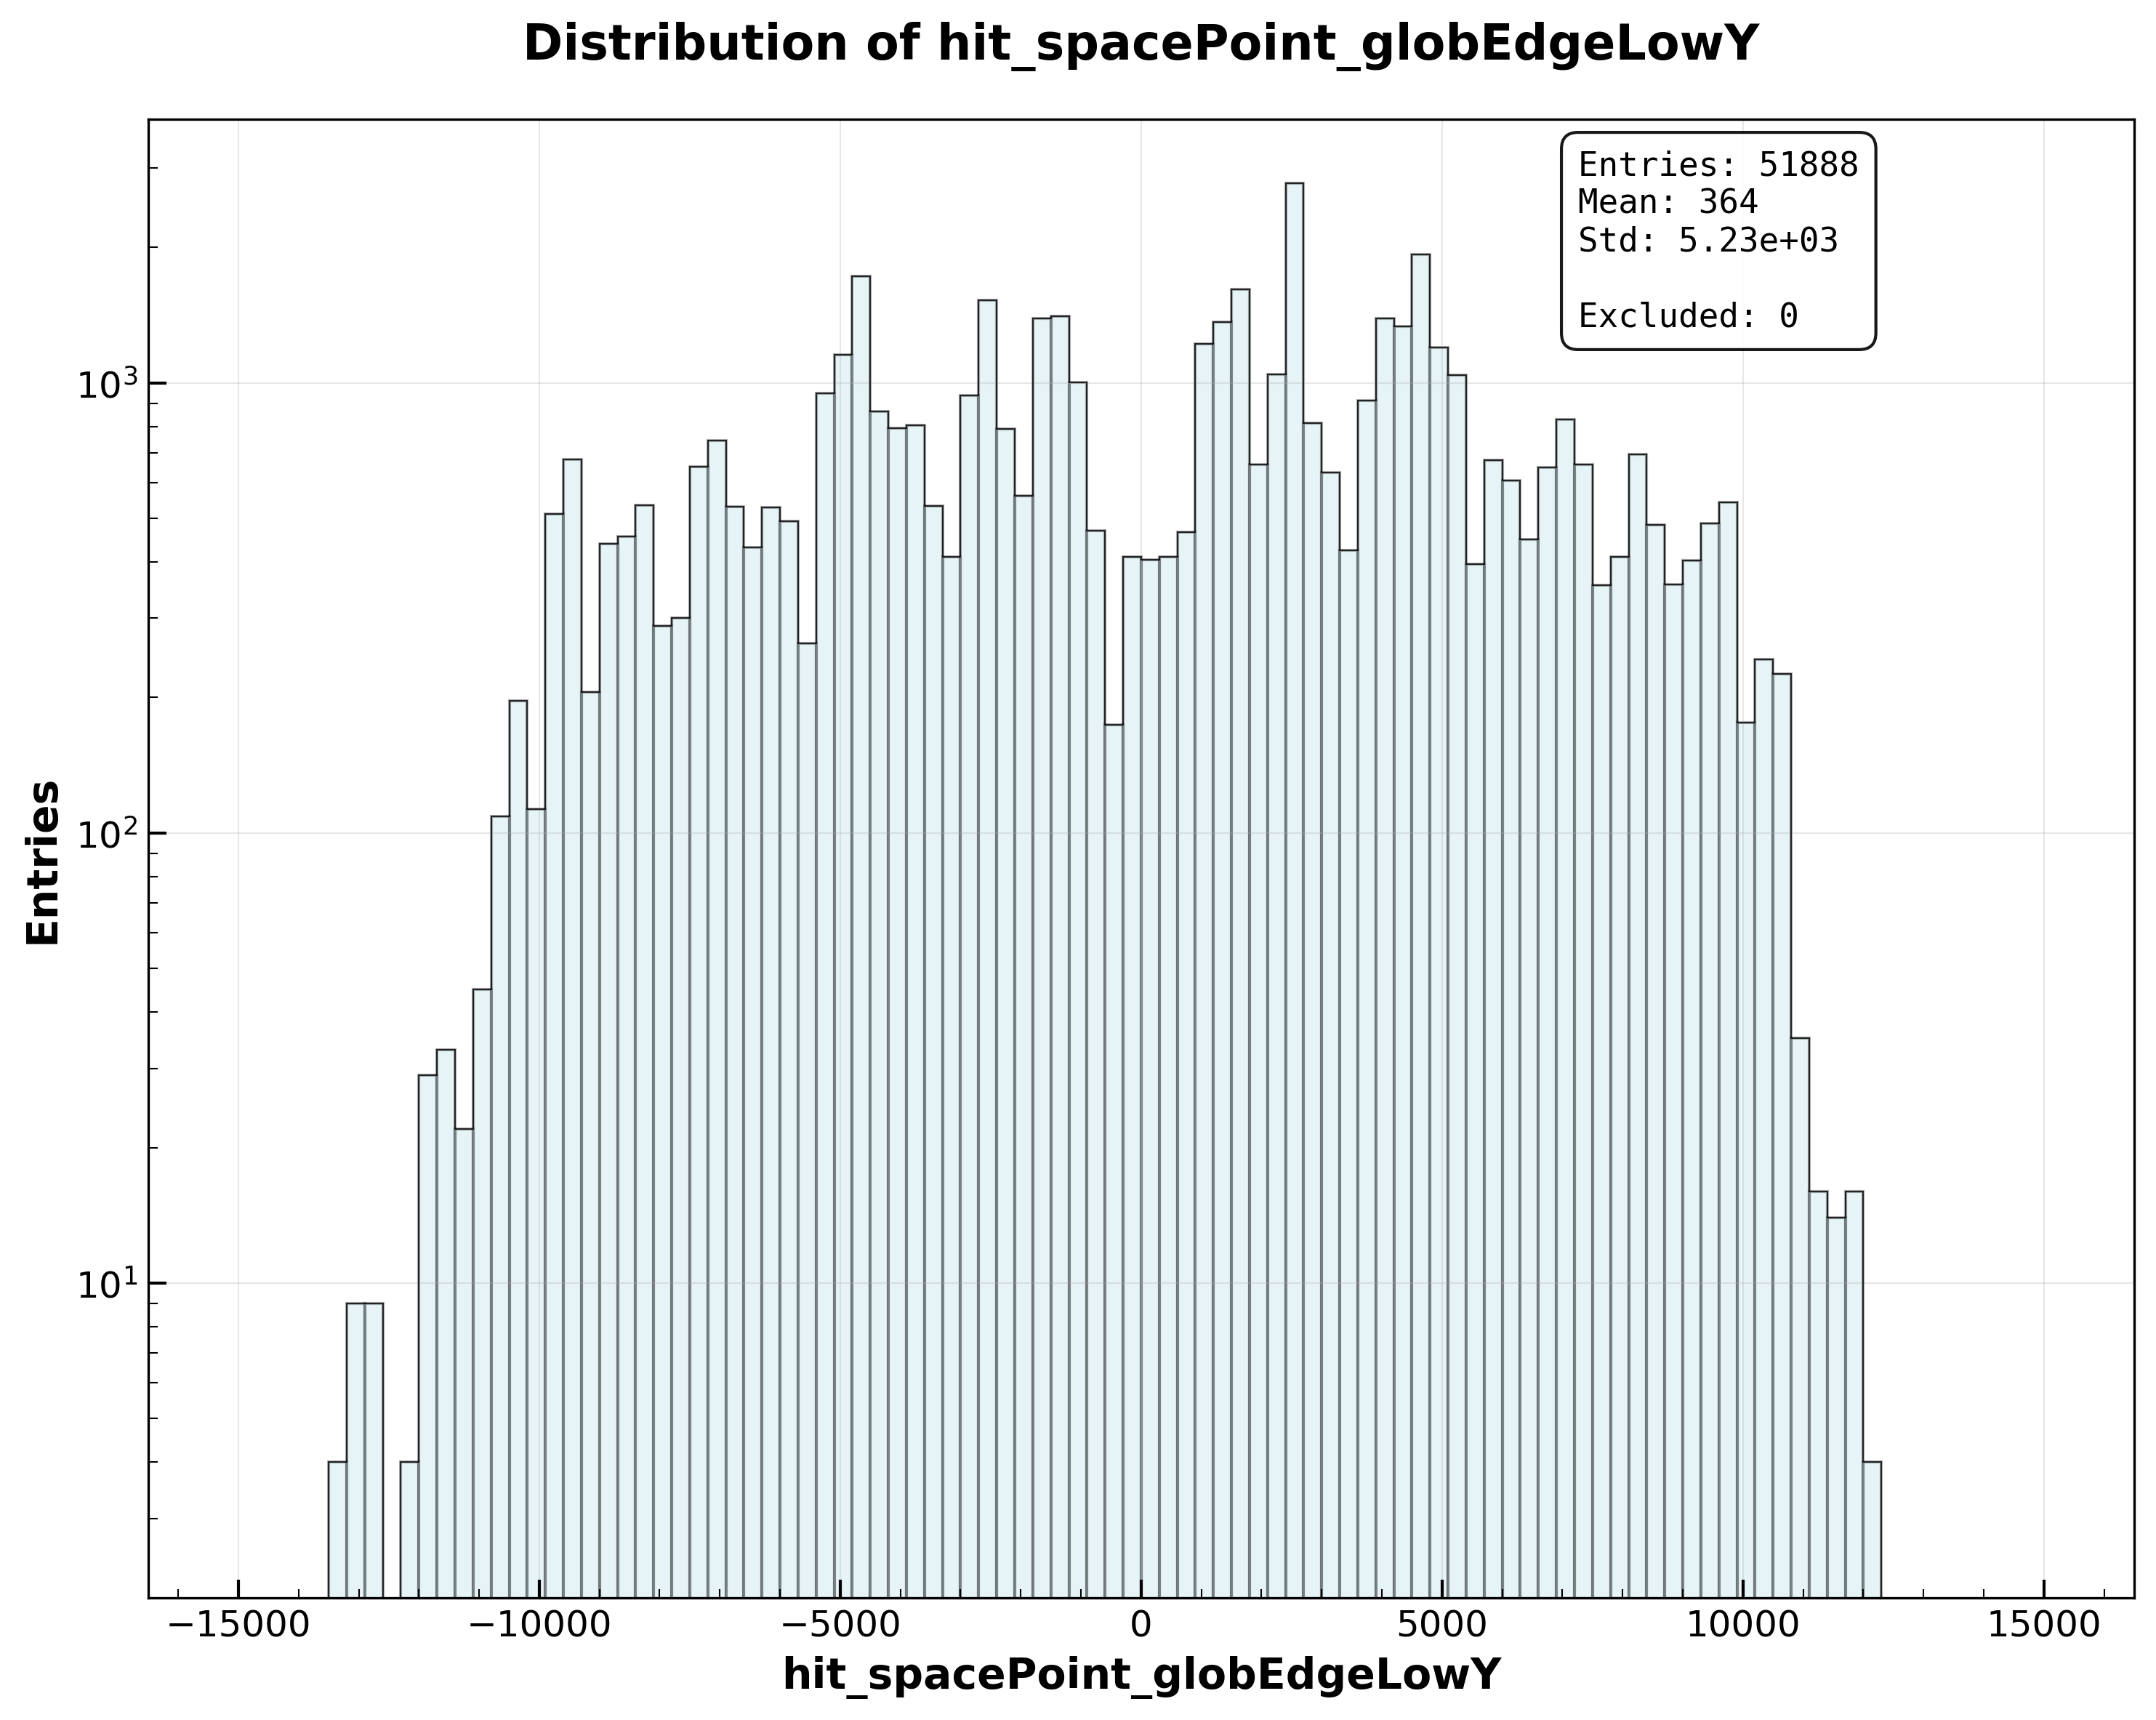 Distribution of hit_spacePoint_globEdgeLowY
Entries: 51888
Mean: 364
Std: 5.23e+03
Excluded: 0
Entries
10³
10²
10¹
−15000
−10000
−5000
0
5000
10000
15000
hit_spacePoint_globEdgeLowY